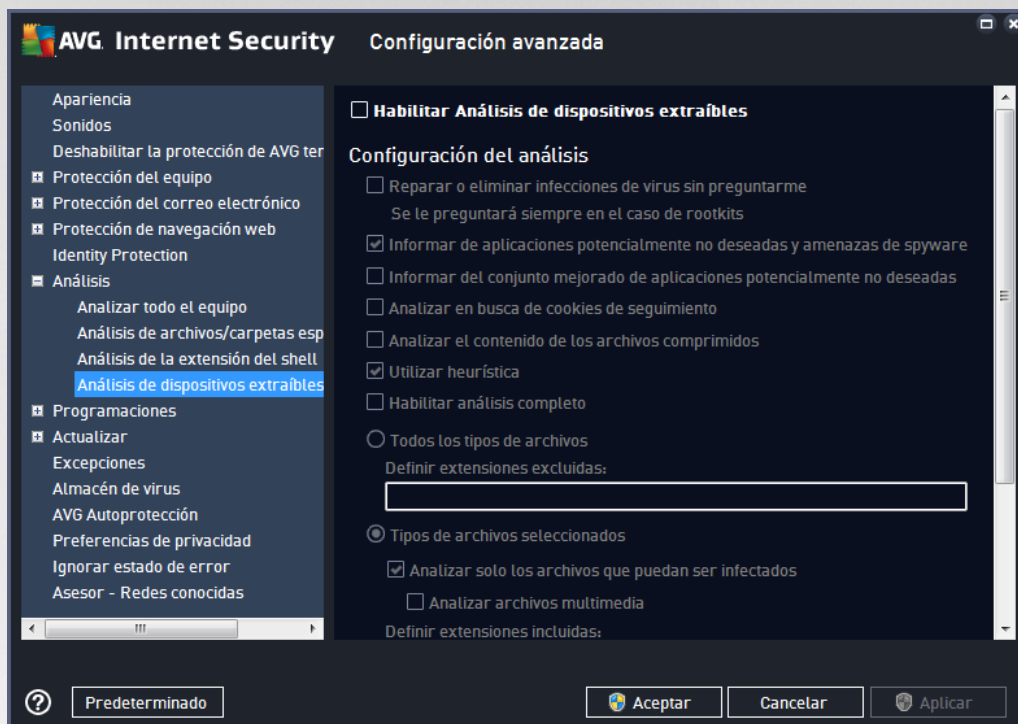 AVG. Internet Security
Configuración avanzada
Apariencia
Sonidos
Deshabilitar la protección de AVG ter
Protección del equipo
Protección del correo electrónico
Protección de navegación web
Identity Protection
Análisis
Analizar todo el equipo
Análisis de archivos/carpetas esp
Análisis de la extensión del shell
Análisis de dispositivos extraíbles
Programaciones
Actualizar
Excepciones
Almacén de virus
AVG Autoprotección
Preferencias de privacidad
Ignorar estado de error
Asesor - Redes conocidas
Habilitar Análisis de dispositivos extraíbles
Configuración del análisis
Reparar o eliminar infecciones de virus sin preguntarme
Se le preguntará siempre en el caso de rootkits
Informar de aplicaciones potencialmente no deseadas y amenazas de spyware
Informar del conjunto mejorado de aplicaciones potencialmente no deseadas
Analizar en busca de cookies de seguimiento
Analizar el contenido de los archivos comprimidos
Utilizar heurística
Habilitar análisis completo
Todos los tipos de archivos
Definir extensiones excluidas:
Tipos de archivos seleccionados
Analizar solo los archivos que puedan ser infectados
Analizar archivos multimedia
Definir extensiones incluidas:
Predeterminado
Aceptar
Cancelar
Aplicar